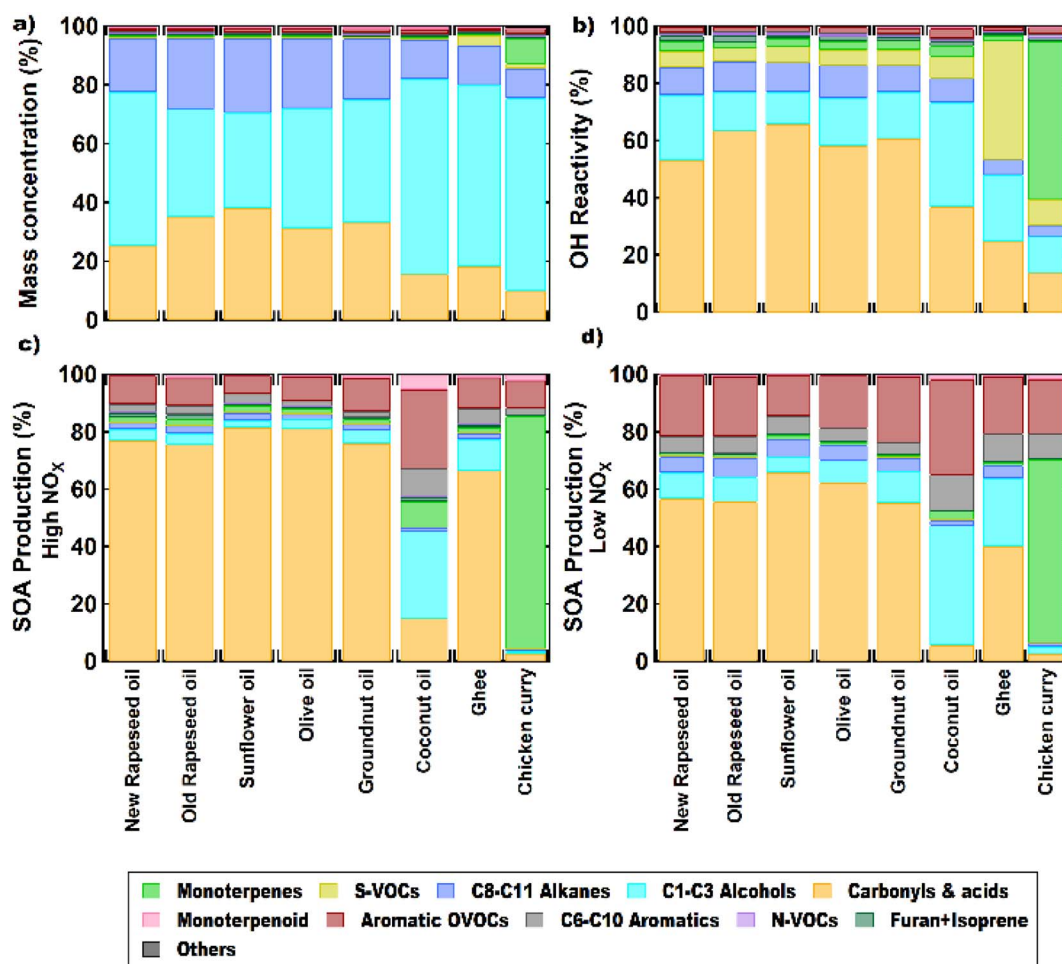 a)
Mass concentration (%)
100
80
60
40
20
0
b)
OH Reactivity (%)
100
80
60
40
20
0
c)
SOA Production (%)
High NOX
100
80
60
40
20
0
New Rapeseed oil
Old Rapeseed oil
Sunflower oil
Olive oil
Groundnut oil
Coconut oil
Ghee
Chicken curry
d)
SOA Production (%)
Low NOX
100
80
60
40
20
0
New Rapeseed oil
Old Rapeseed oil
Sunflower oil
Olive oil
Groundnut oil
Coconut oil
Ghee
Chicken curry
Monoterpenes S-VOCs C8-C11 Alkanes C1-C3 Alcohols Carbonyls & acids
Monoterpenoid Aromatic OVOCs C6-C10 Aromatics N-VOCs Furan+Isoprene
Others